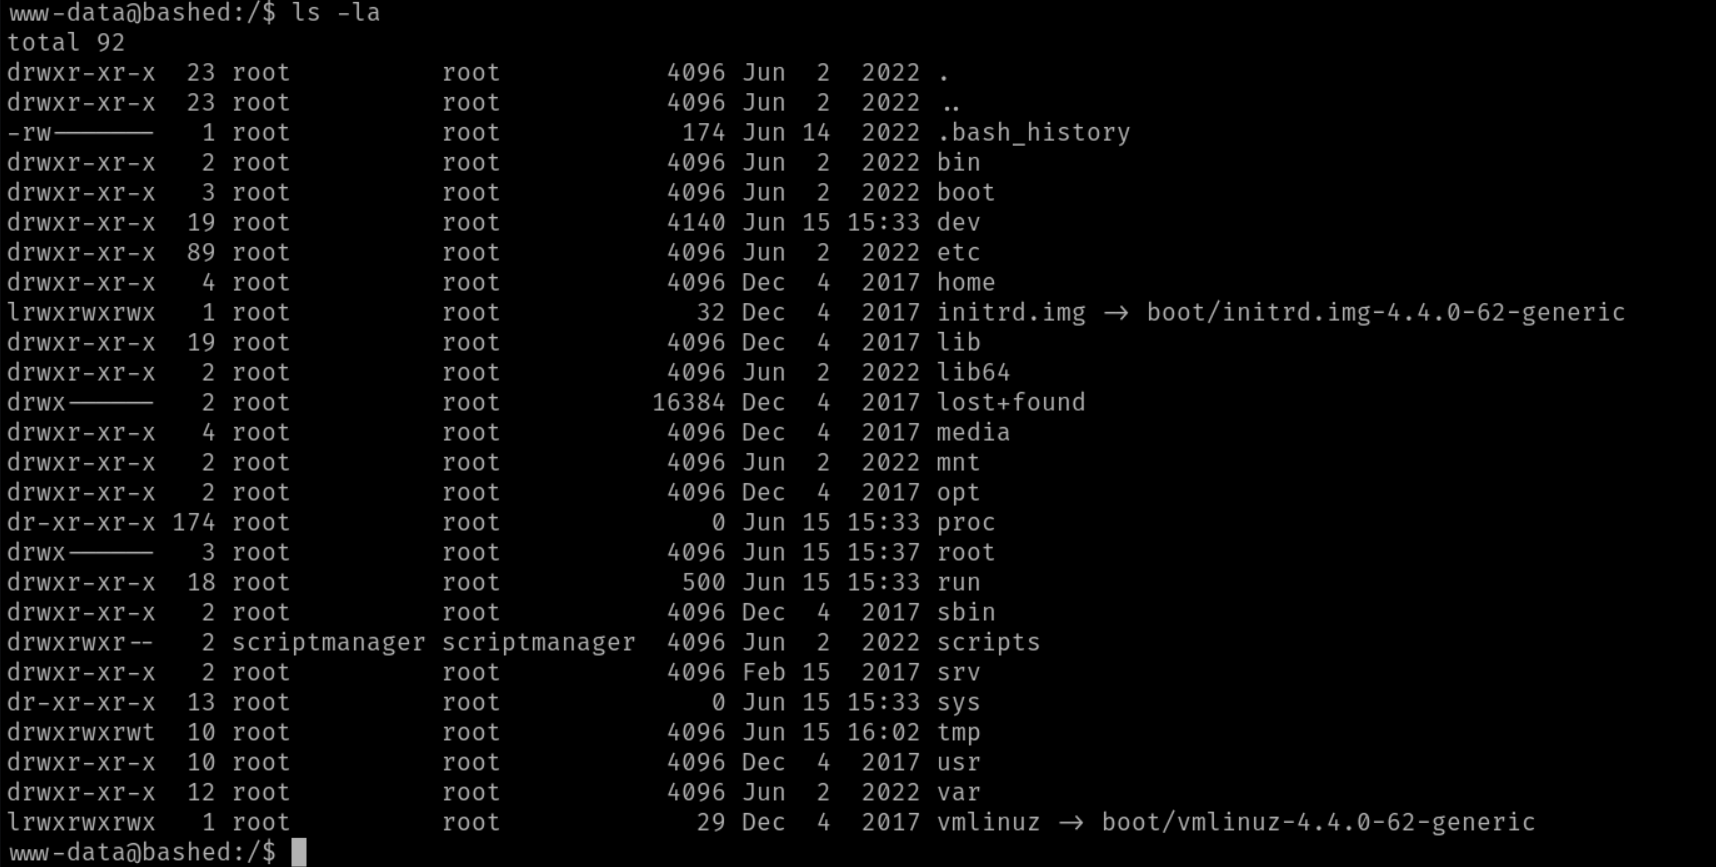 www-data@bashed:/$ ls -la
total 92
drwxr-xr-x  23 root          root           4096 Jun  2  2022 .
drwxr-xr-x  23 root          root           4096 Jun  2  2022 ..
-rw-------   1 root          root            174 Jun 14  2022 .bash_history
drwxr-xr-x   2 root          root           4096 Jun  2  2022 bin
drwxr-xr-x   3 root          root           4096 Jun  2  2022 boot
drwxr-xr-x  19 root          root           4140 Jun 15 15:33 dev
drwxr-xr-x  89 root          root           4096 Jun  2  2022 etc
drwxr-xr-x   4 root          root           4096 Dec  4  2017 home
lrwxrwxrwx   1 root          root             32 Dec  4  2017 initrd.img -> boot/initrd.img-4.4.0-62-generic
drwxr-xr-x  19 root          root           4096 Dec  4  2017 lib
drwxr-xr-x   2 root          root           4096 Jun  2  2022 lib64
drwx------   2 root          root          16384 Dec  4  2017 lost+found
drwxr-xr-x   4 root          root           4096 Dec  4  2017 media
drwxr-xr-x   2 root          root           4096 Jun  2  2022 mnt
drwxr-xr-x   2 root          root           4096 Dec  4  2017 opt
dr-xr-xr-x 174 root          root              0 Jun 15 15:33 proc
drwx------   3 root          root           4096 Jun 15 15:37 root
drwxr-xr-x  18 root          root            500 Jun 15 15:33 run
drwxr-xr-x   2 root          root           4096 Dec  4  2017 sbin
drwxrwxr--   2 scriptmanager scriptmanager  4096 Jun  2  2022 scripts
drwxr-xr-x   2 root          root           4096 Feb 15  2017 srv
dr-xr-xr-x  13 root          root              0 Jun 15 15:33 sys
drwxrwxrwt  10 root          root           4096 Jun 15 16:02 tmp
drwxr-xr-x  10 root          root           4096 Dec  4  2017 usr
drwxr-xr-x  12 root          root           4096 Jun  2  2022 var
lrwxrwxrwx   1 root          root             29 Dec  4  2017 vmlinuz -> boot/vmlinuz-4.4.0-62-generic
www-data@bashed:/$